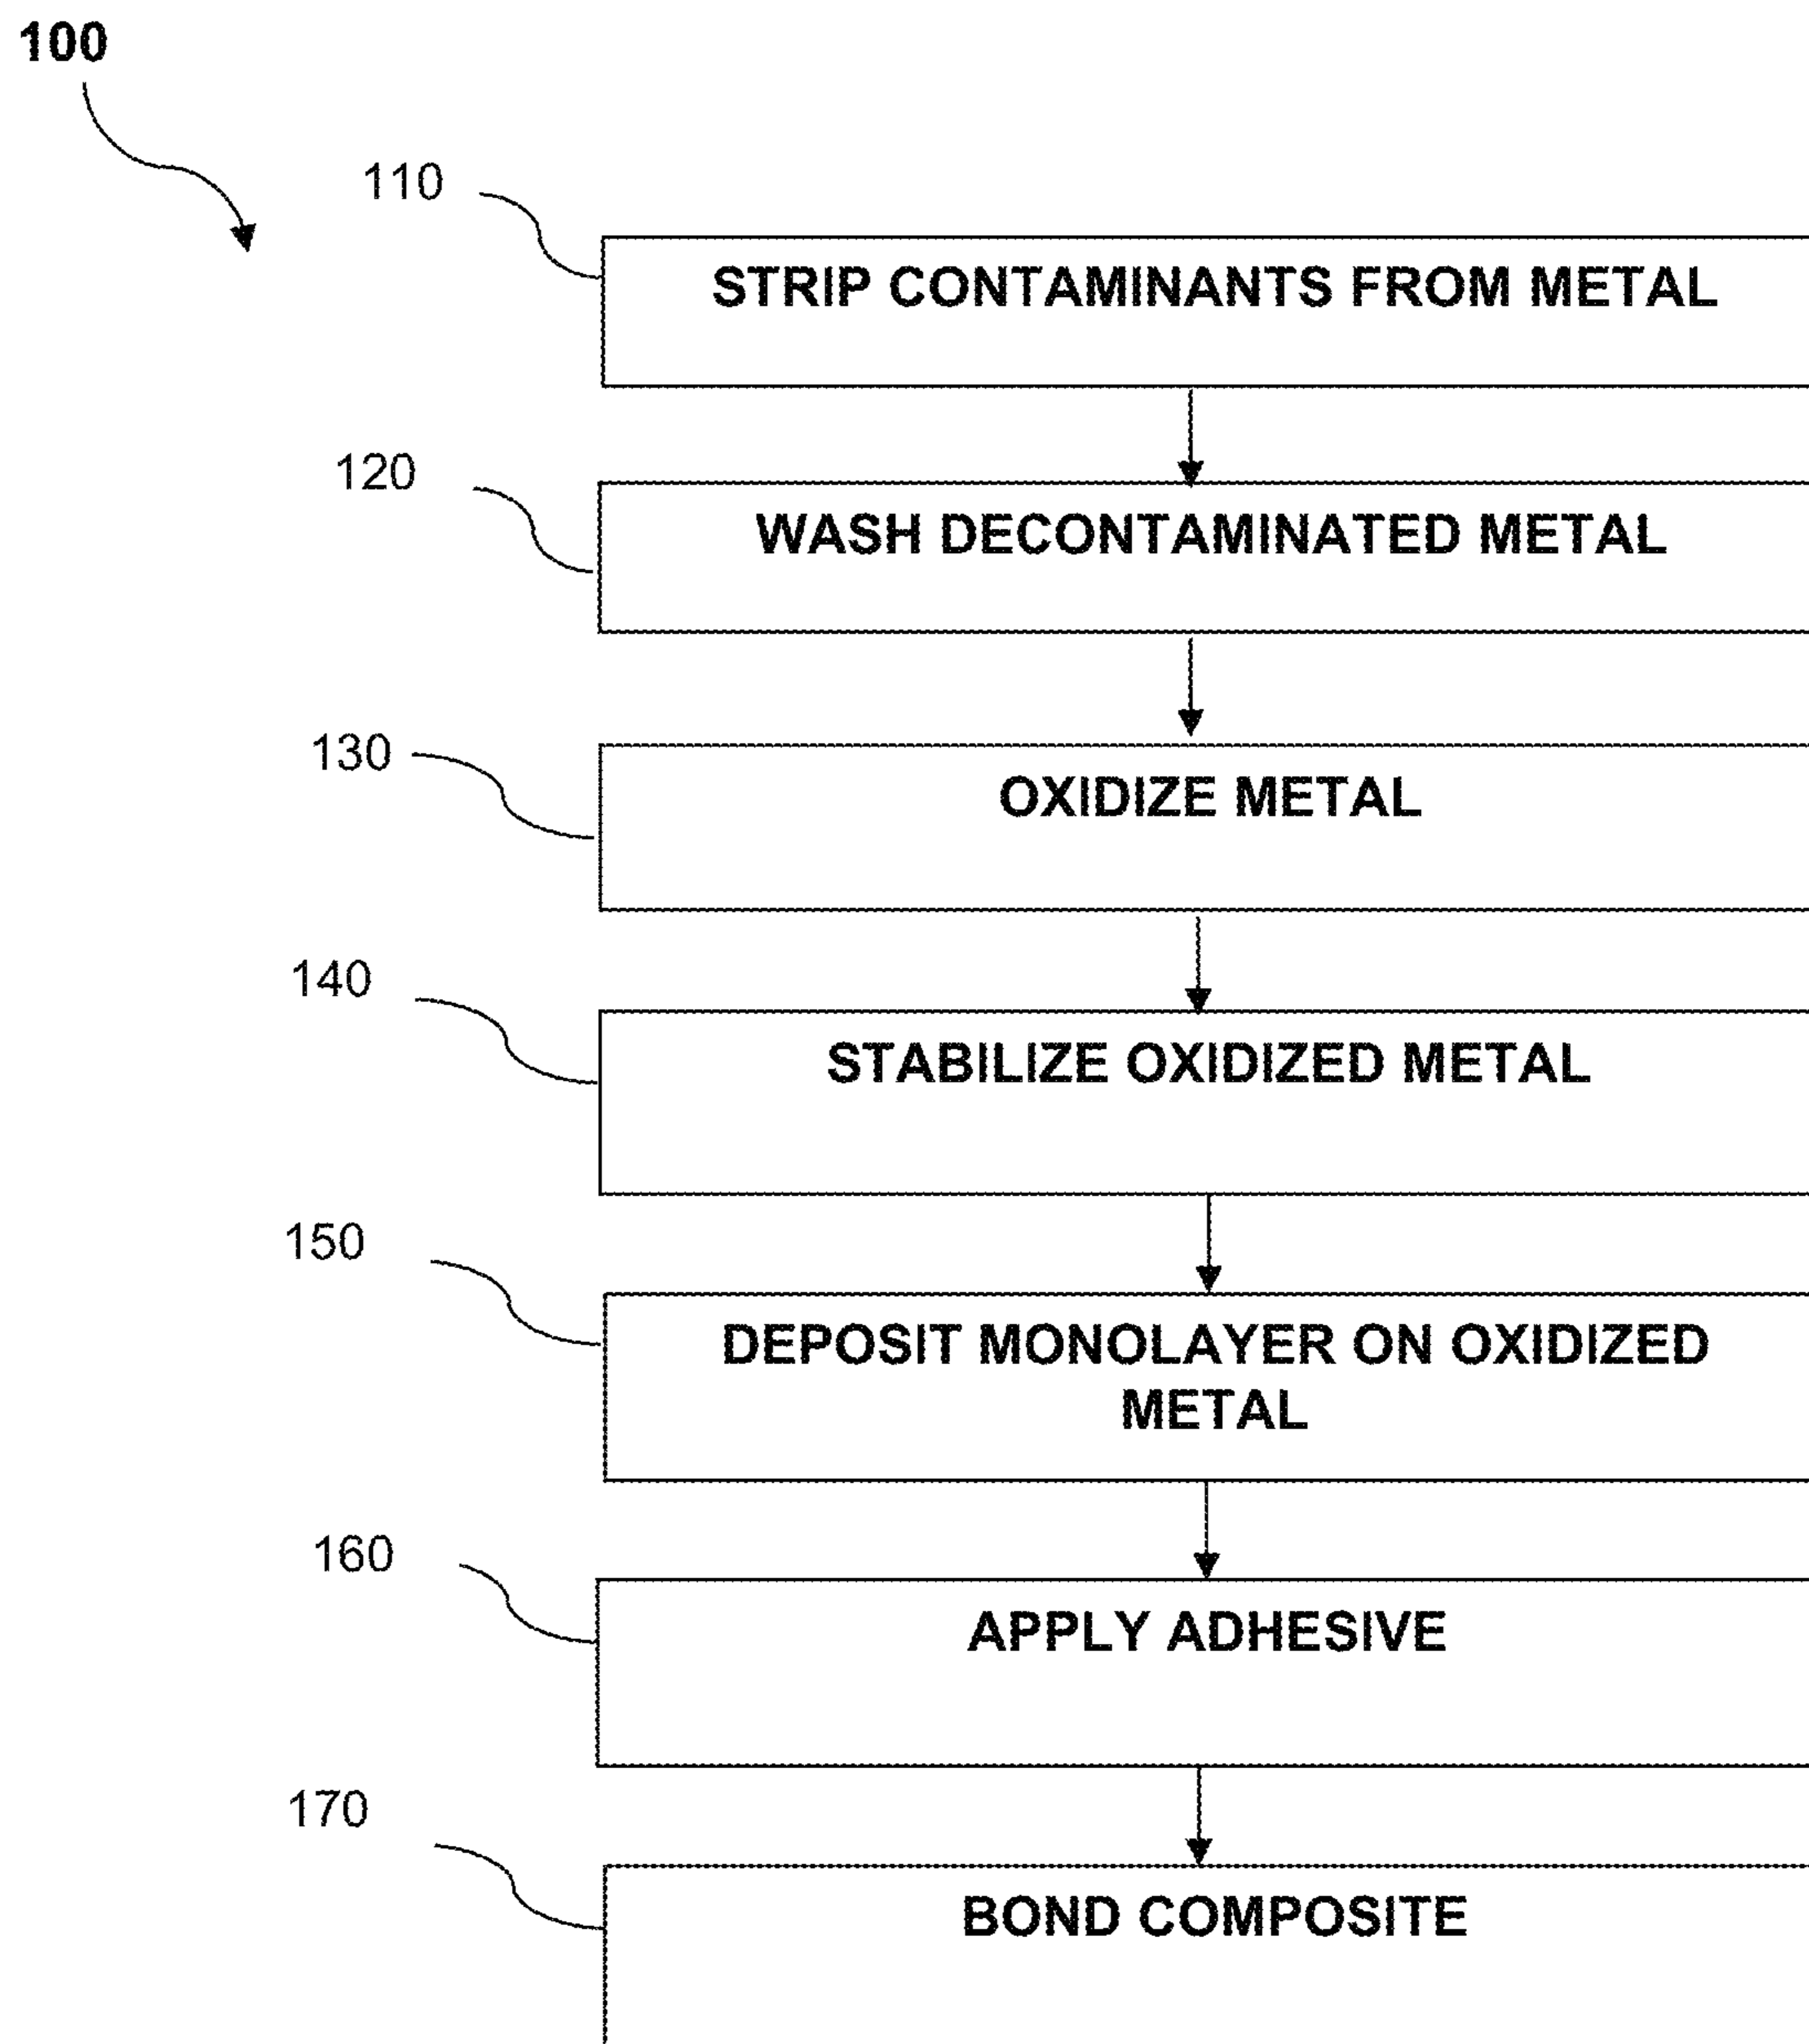 100
110
STRIP CONTAMINANTS FROM METAL
120
WASH DECONTAMINATED METAL
130
OXIDIZE METAL
140
STABILIZE OXIDIZED METAL
150
DEPOSIT MONOLAYER ON OXIDIZED
METAL
160
APPLY ADHESIVE
170
BOND COMPOSITE